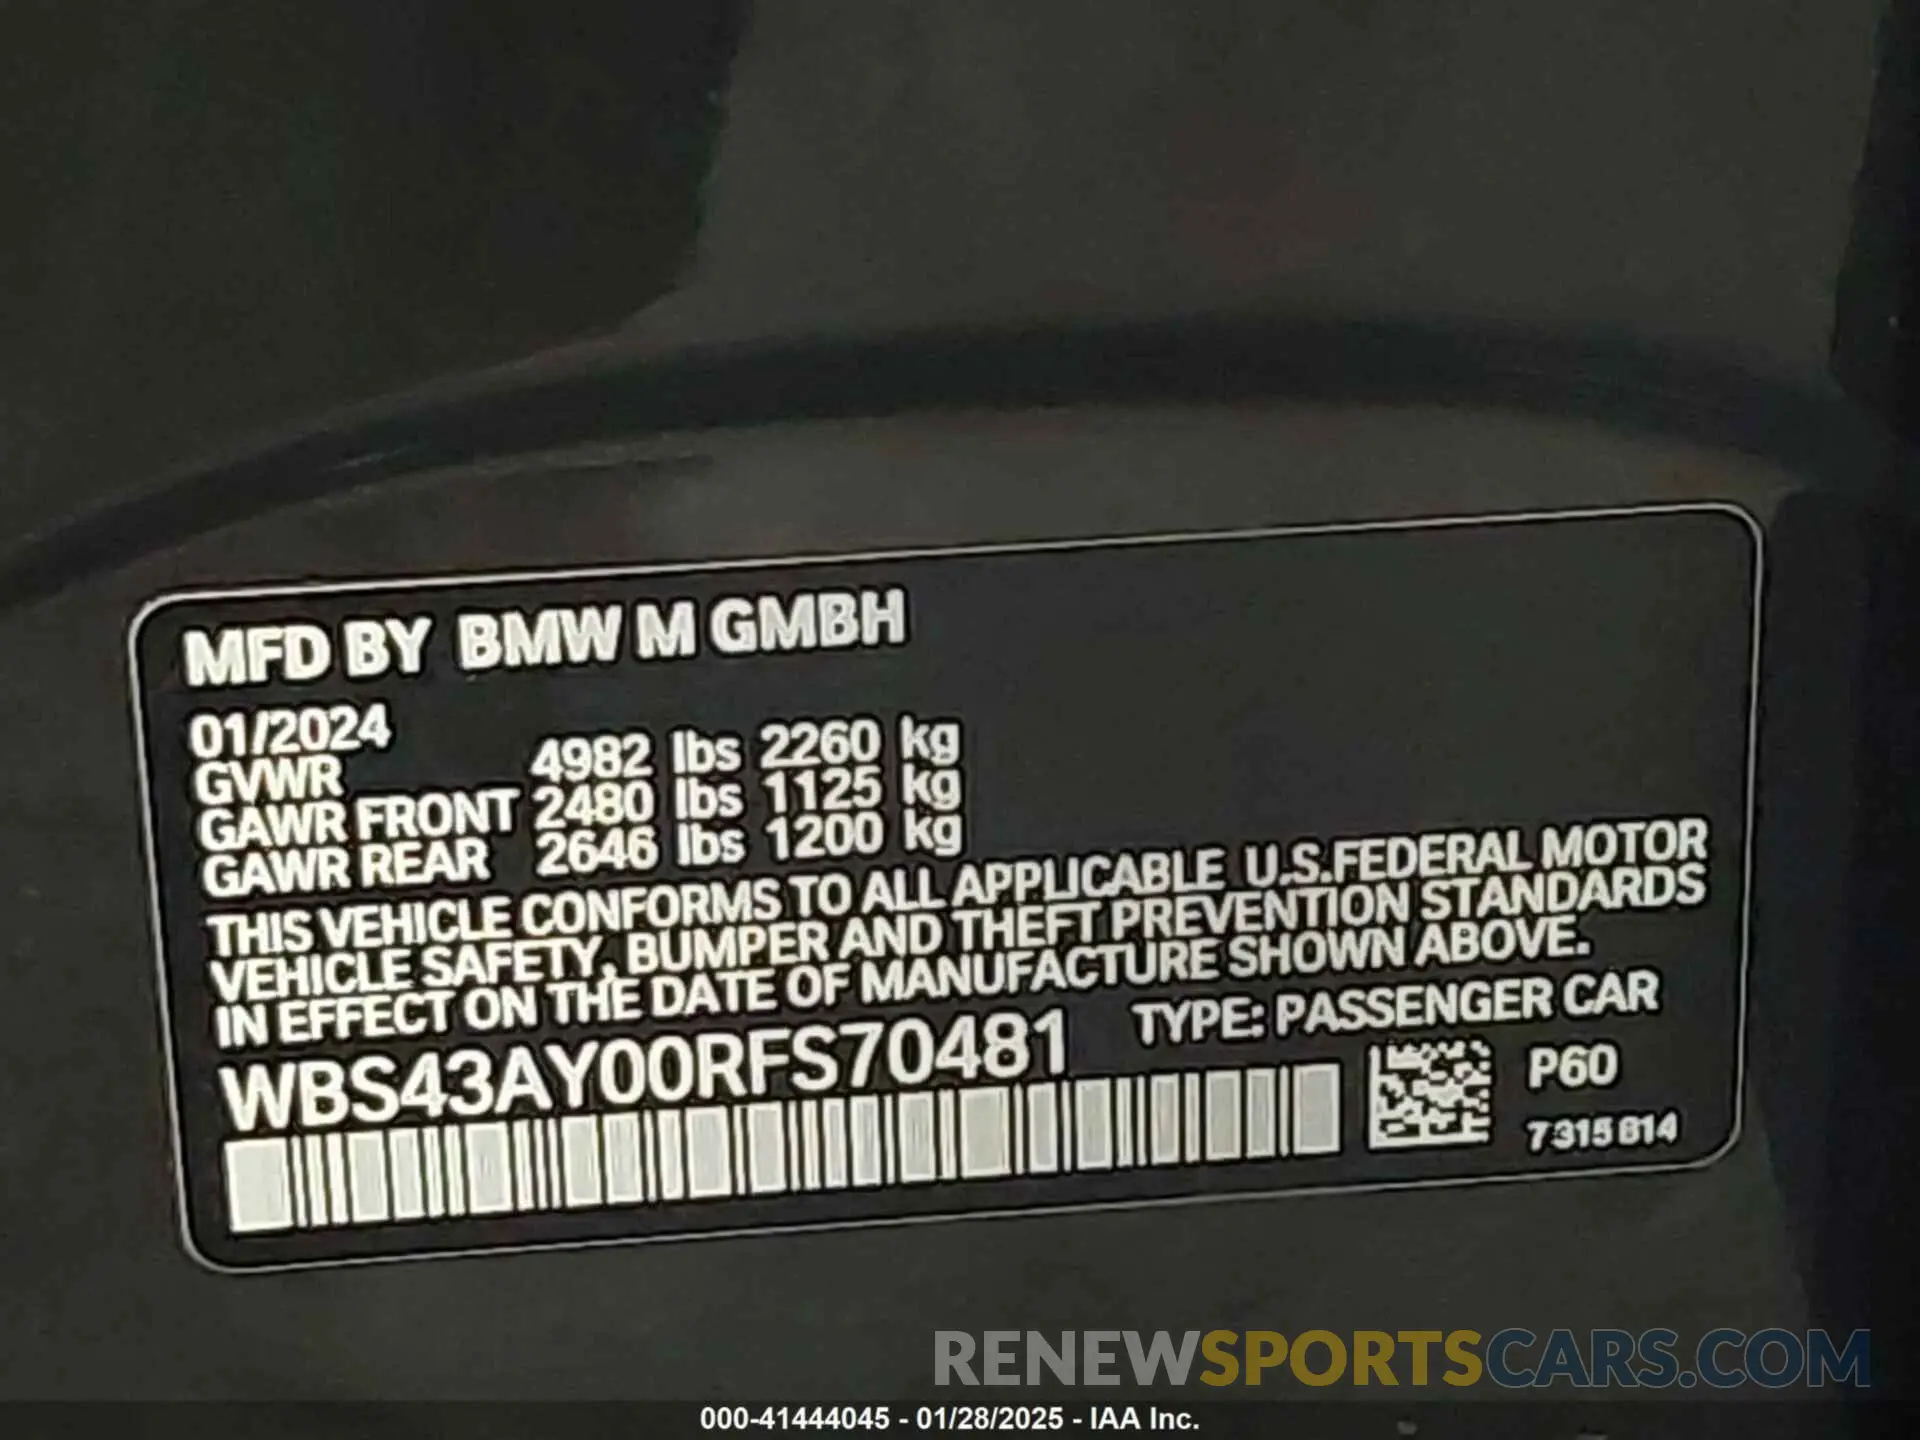 MFD BY BMW M GMBH
01/2024
GVWR 4982 lbs 2260 kg
GAWR FRONT 2480 lbs 1125 kg
GAWR REAR 2646 lbs 1200 kg
THIS VEHICLE CONFORMS TO ALL APPLICABLE U.S.FEDERAL MOTOR
VEHICLE SAFETY, BUMPER AND THEFT PREVENTION STANDARDS
IN EFFECT ON THE DATE OF MANUFACTURE SHOWN ABOVE.
WBS43AY00RFS70481 TYPE: PASSENGER CAR
P60
7315814
RENEWSPORTSCARS.COM
000-41444045 - 01/28/2025 - IAA Inc.